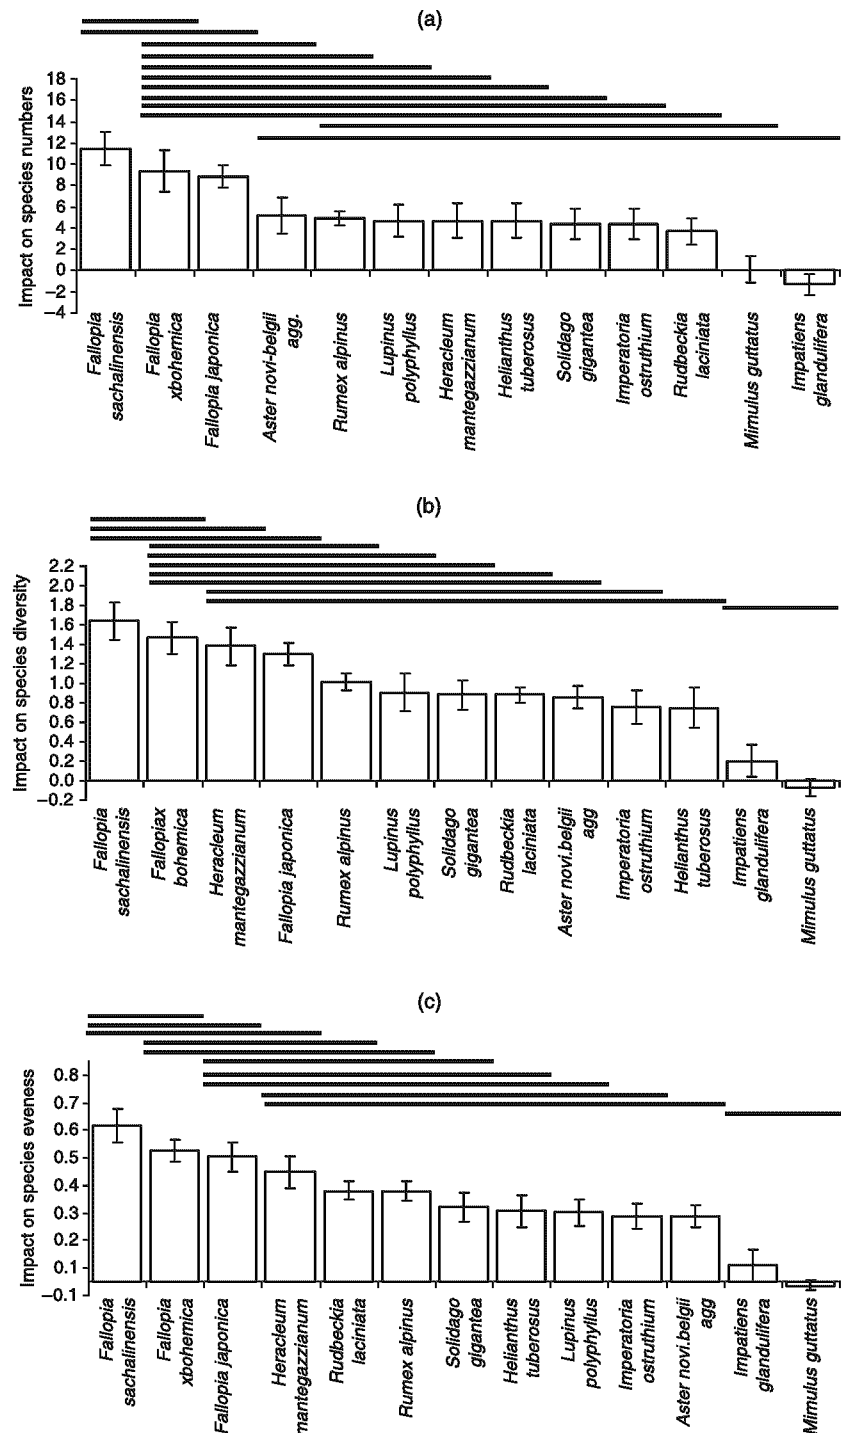 (a)
Impact on species numbers
18
16
14
12
10
8
6
4
2
0
−2
−4
Fallopia
sachalinensis
Fallopia
xbohemica
Fallopia japonica
Aster novi-belgii
agg.
Rumex alpinus
Lupinus
polyphyllus
Heracleum
mantegazzianum
Helianthus
tuberosus
Solidago
gigantea
Imperatoria
ostruthium
Rudbeckia
laciniata
Mimulus guttatus
Impatiens
glandulifera
(b)
Impact on species diversity
2.2
2.0
1.8
1.6
1.4
1.2
1.0
0.8
0.6
0.4
0.2
0.0
−0.2
Fallopia
sachalinensis
Fallopiax
bohemica
Heracleum
mantegazzianum
Fallopia japonica
Rumex alpinus
Lupinus
polyphyllus
Solidago
gigantea
Rudbeckia
laciniata
Aster novi.belgii
agg
Imperatoria
ostruthium
Helianthus
tuberosus
Impatiens
glandulifera
Mimulus guttatus
(c)
Impact on species eveness
0.8
0.7
0.6
0.5
0.4
0.3
0.1
−0.1
Fallopia
sachalinensis
Fallopia
xbohemica
Fallopia japonica
Heracleum
mantegazzianum
Rudbeckia
laciniata
Rumex alpinus
Solidago
gigantea
Helianthus
tuberosus
Lupinus
polyphyllus
Imperatoria
ostruthium
Aster novi.belgii
agg
Impatiens
glandulifera
Mimulus guttatus